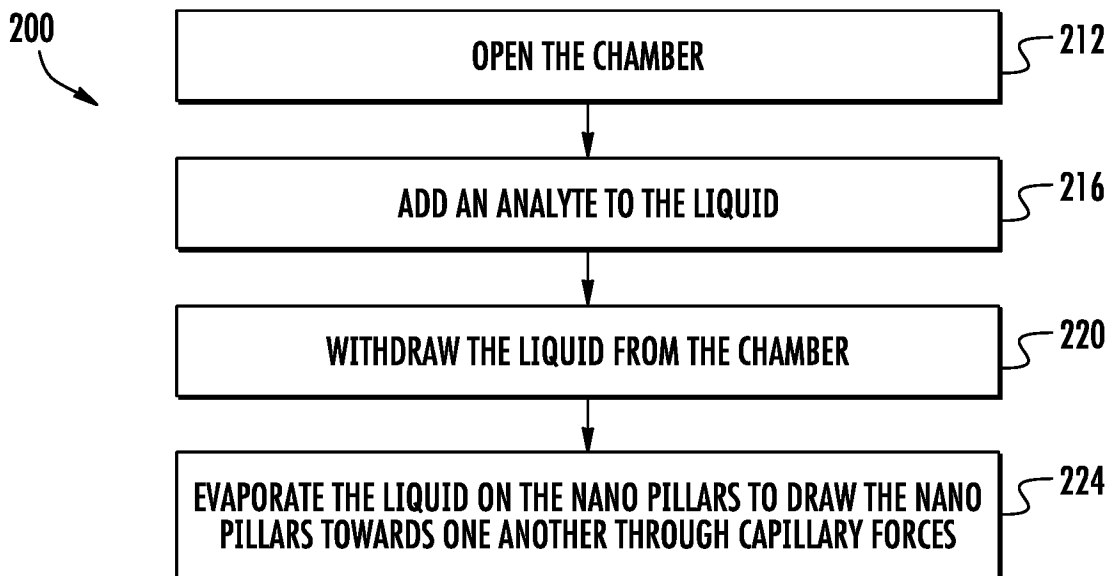 200
OPEN THE CHAMBER
212
ADD AN ANALYTE TO THE LIQUID
216
WITHDRAW THE LIQUID FROM THE CHAMBER
220
EVAPORATE THE LIQUID ON THE NANO PILLARS TO DRAW THE NANO
PILLARS TOWARDS ONE ANOTHER THROUGH CAPILLARY FORCES
224